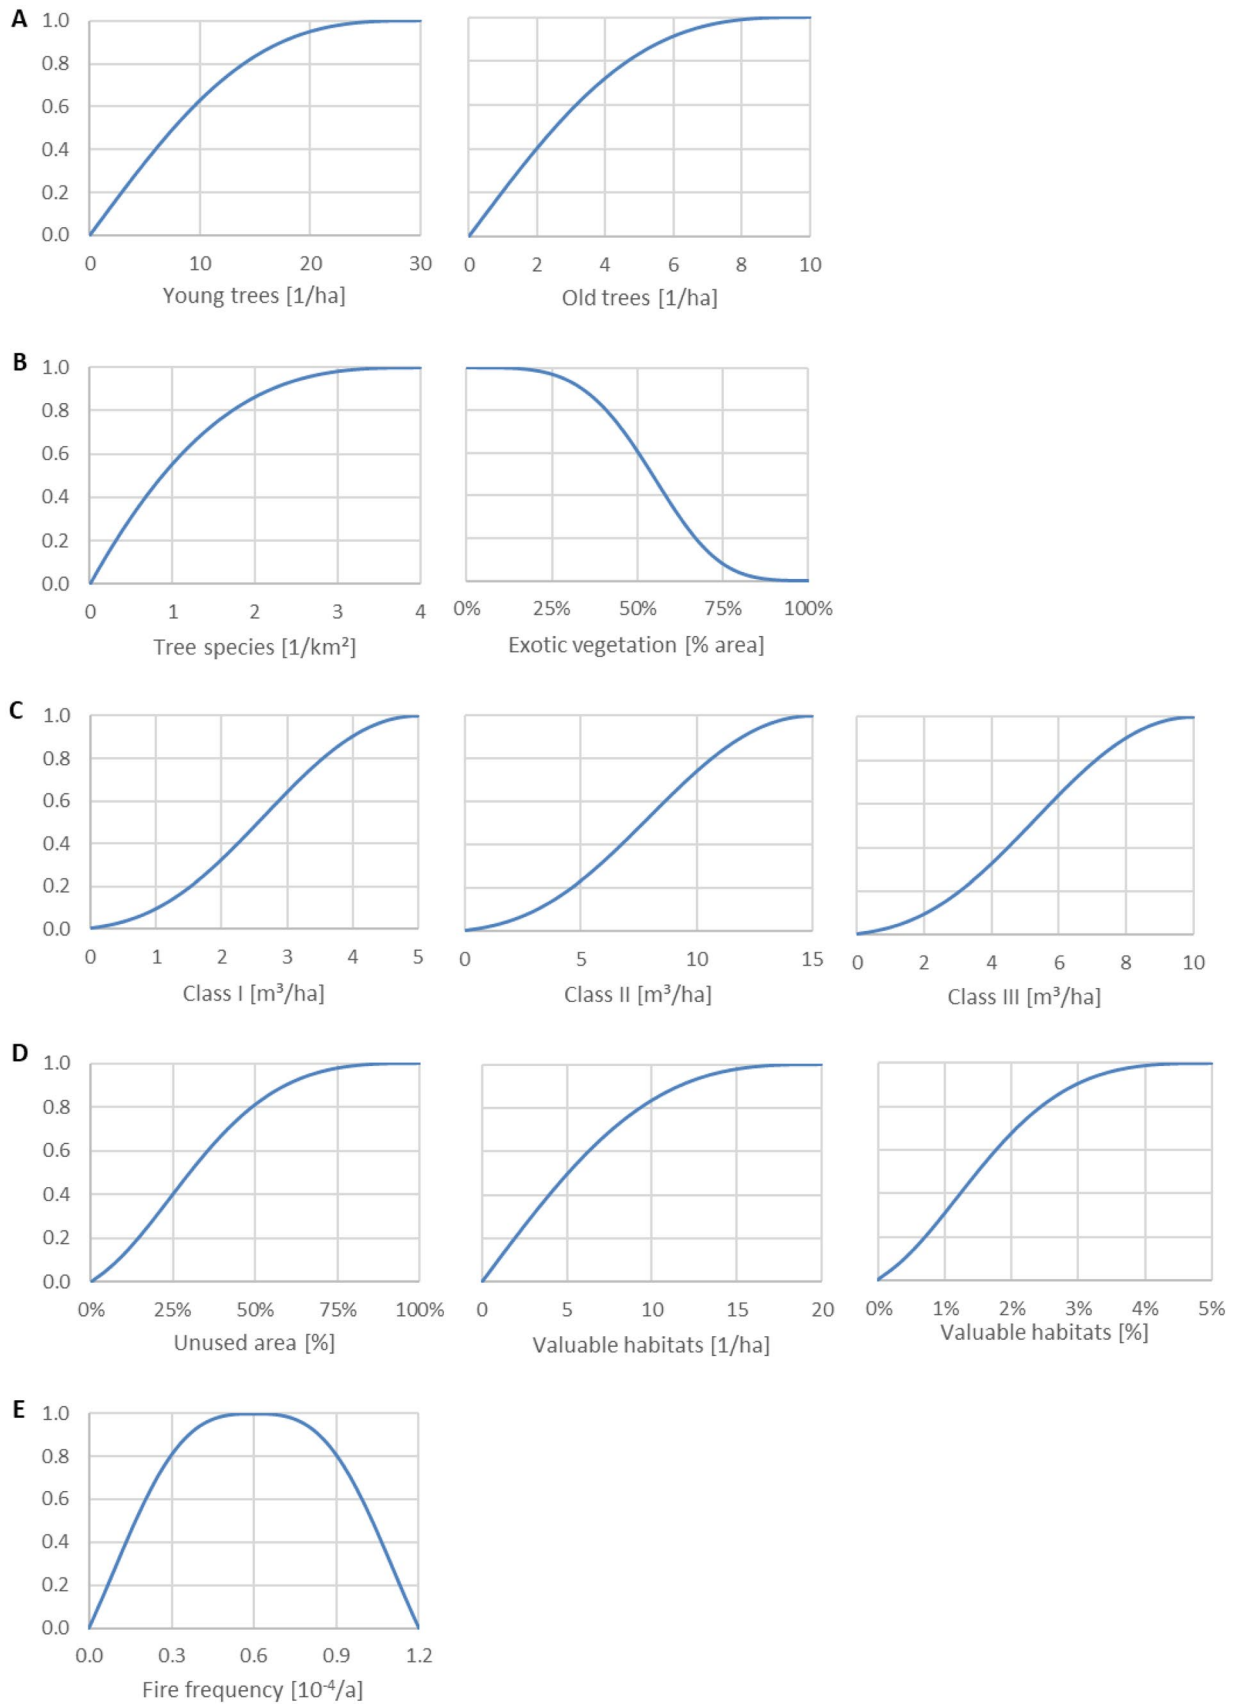 A
1.0
0.8
0.6
0.4
0.2
0.0
0 10 20 30
Young trees [1/ha]
0 2 4 6 8 10
Old trees [1/ha]
B
1.0
0.8
0.6
0.4
0.2
0.0
0 1 2 3 4
Tree species [1/km²]
0% 25% 50% 75% 100%
Exotic vegetation [% area]
C
1.0
0.8
0.6
0.4
0.2
0.0
0 1 2 3 4 5
Class I [m³/ha]
0 5 10 15
Class II [m³/ha]
0 2 4 6 8 10
Class III [m³/ha]
D
1.0
0.8
0.6
0.4
0.2
0.0
0% 25% 50% 75% 100%
Unused area [%]
0 5 10 15 20
Valuable habitats [1/ha]
0% 1% 2% 3% 4% 5%
Valuable habitats [%]
E
1.0
0.8
0.6
0.4
0.2
0.0
0.0 0.3 0.6 0.9 1.2
Fire frequency [10⁻⁴/a]